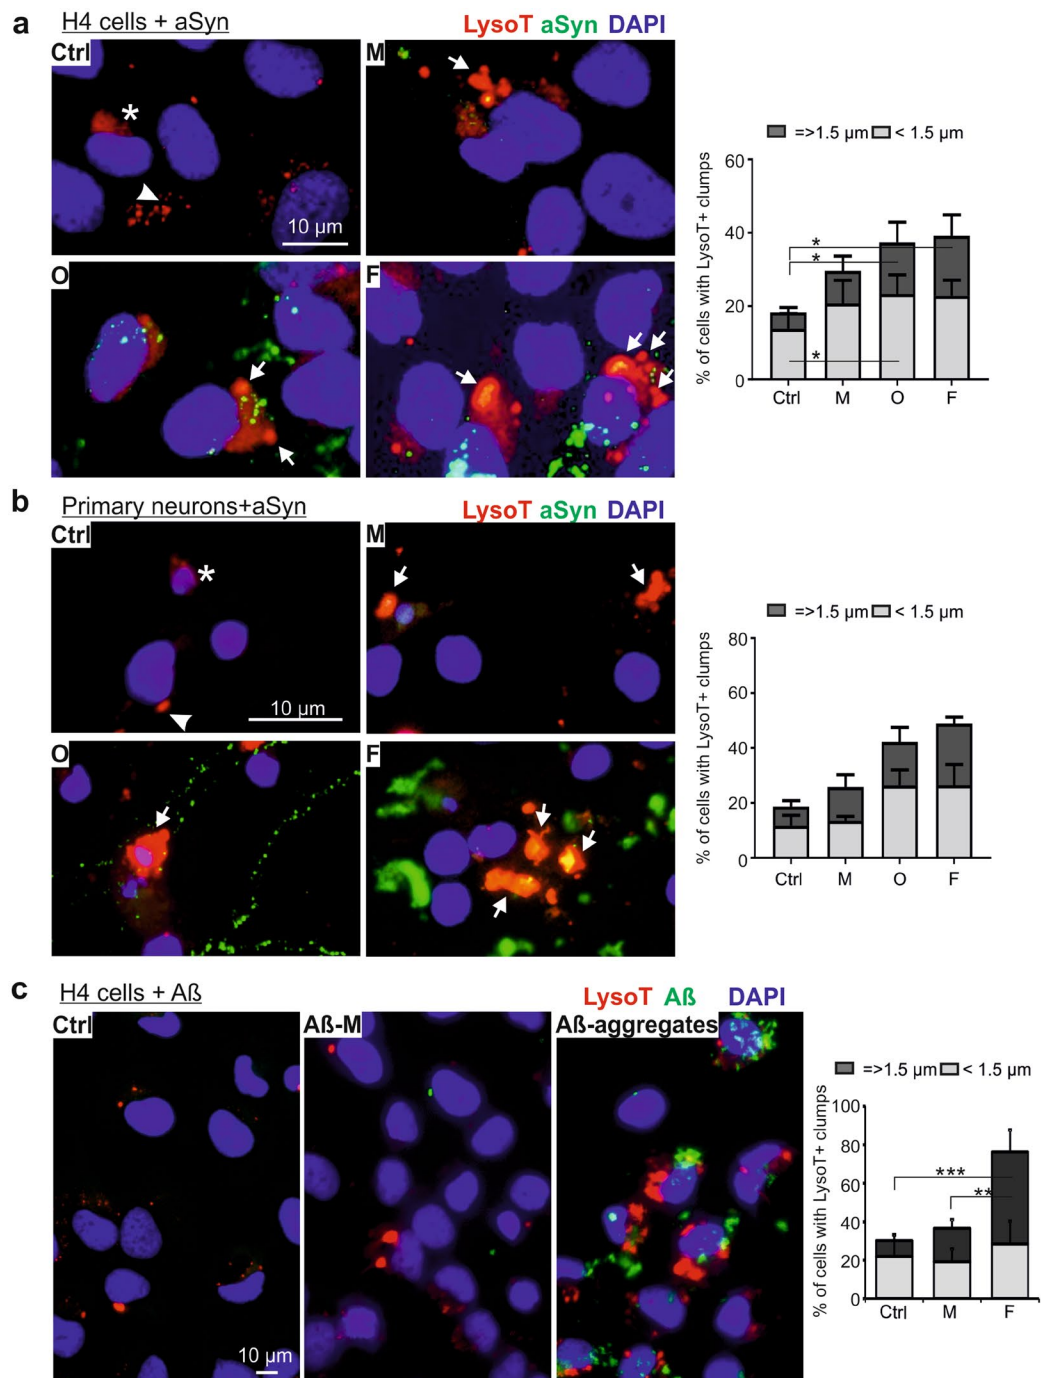 a
H4 cells + aSyn
LysoT aSyn DAPI
Ctrl
*
M
10 µm
O
F
=>1.5 µm < 1.5 µm
% of cells with LysoT+ clumps
60
40
20
0
*
*
*
Ctrl M O F
b
Primary neurons+aSyn
LysoT aSyn DAPI
Ctrl
*
M
10 µm
O
F
=>1.5 µm < 1.5 µm
% of cells with LysoT+ clumps
80
60
40
20
0
Ctrl M O F
c
H4 cells + Aß
LysoT Aß DAPI
Ctrl
Aß-M
Aß-aggregates
10 µm
=>1.5 µm < 1.5 µm
% of cells with LysoT+ clumps
100
80
60
40
20
0
***
**
Ctrl M F